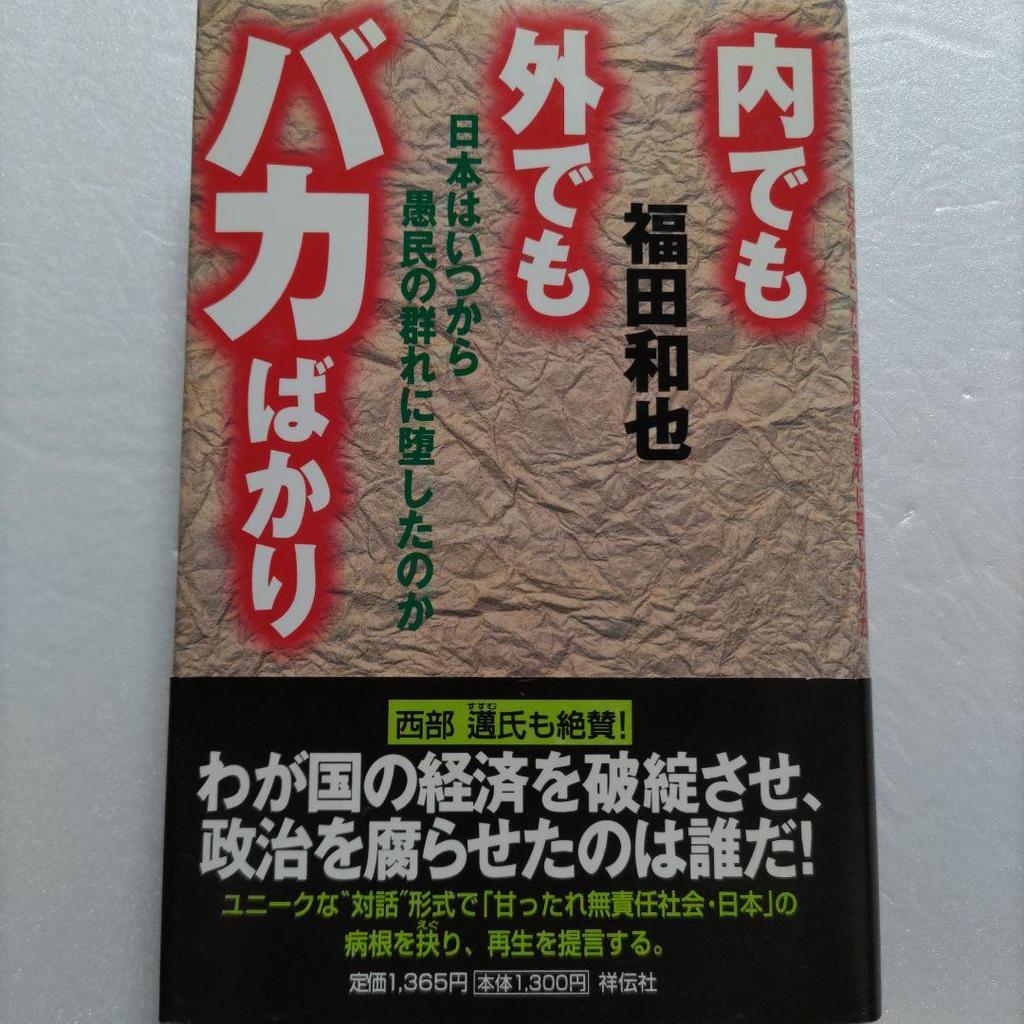 内でも
外でも
バカばかり
福田和也
日本はいつから
愚民の群れに堕したのか
西部 邁氏も絶賛!
すすむ
わが国の経済を破綻させ、
政治を腐らせたのは誰だ!
ユニークな"対話"形式で「甘ったれ無責任社会・日本」の
病根を抉り、再生を提言する。
えぐ
定価1,365円 本体1,300円 祥伝社